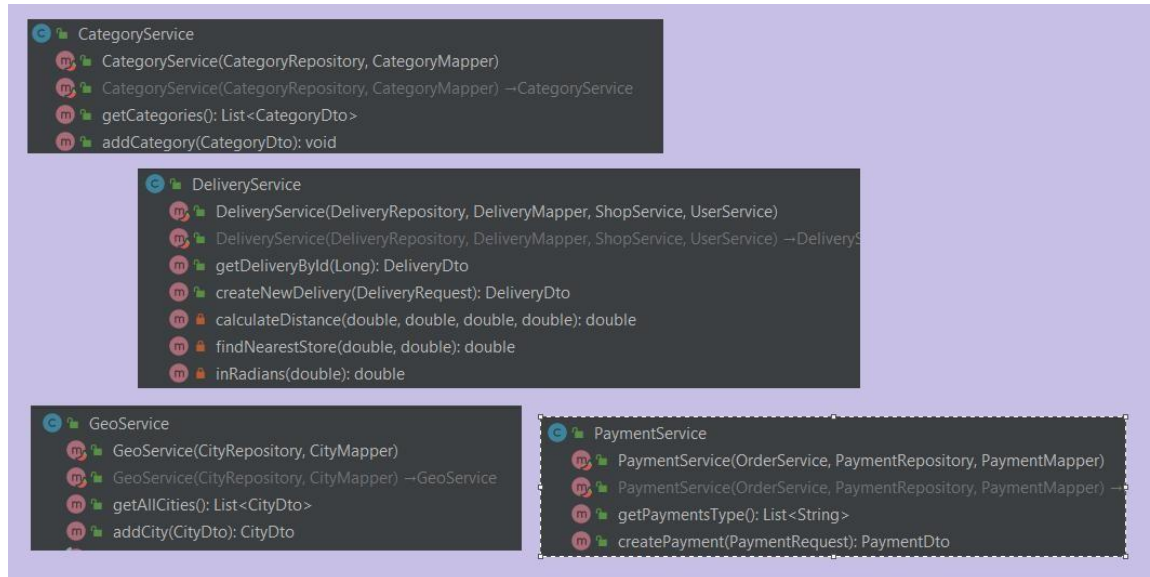 CategoryService
CategoryService(CategoryRepository, CategoryMapper)
CategoryService(CategoryRepository, CategoryMapper) →CategoryService
getCategories(): List<CategoryDto>
addCategory(CategoryDto): void
DeliveryService
DeliveryService(DeliveryRepository, DeliveryMapper, ShopService, UserService)
DeliveryService(DeliveryRepository, DeliveryMapper, ShopService, UserService) →DeliveryS
getDeliveryById(Long): DeliveryDto
createNewDelivery(DeliveryRequest): DeliveryDto
calculateDistance(double, double, double, double): double
findNearestStore(double, double): double
inRadians(double): double
GeoService
GeoService(CityRepository, CityMapper)
GeoService(CityRepository, CityMapper) →GeoService
getAllCities(): List<CityDto>
addCity(CityDto): CityDto
PaymentService
PaymentService(OrderService, PaymentRepository, PaymentMapper)
PaymentService(OrderService, PaymentRepository, PaymentMapper) →
getPaymentsType(): List<String>
createPayment(PaymentRequest): PaymentDto